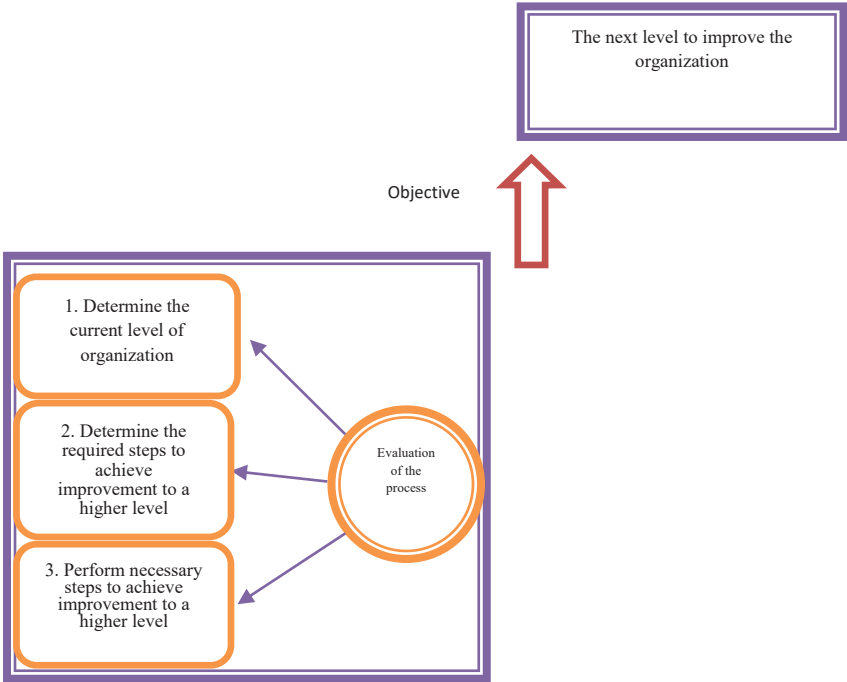 The next level to improve the
organization
Objective
1. Determine the
current level of
organization
2. Determine the
required steps to
achieve
improvement to a
higher level
3. Perform necessary
steps to achieve
improvement to a
higher level
Evaluation
of the
process